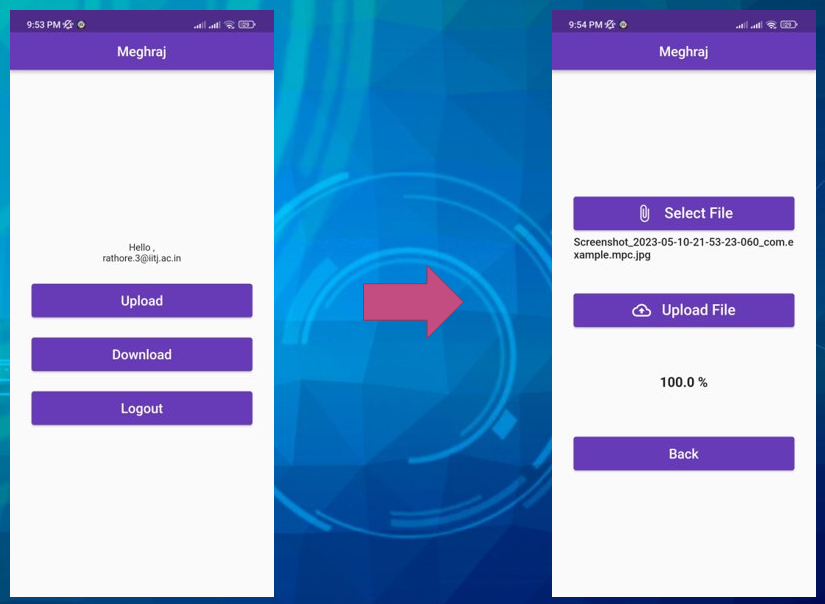 9:53 PM
Meghraj
Hello ,
rathore.3@iitj.ac.in
Upload
Download
Logout
9:54 PM
Meghraj
Select File
Screenshot_2023-05-10-21-53-23-060_com.e
xample.mpc.jpg
Upload File
100.0 %
Back